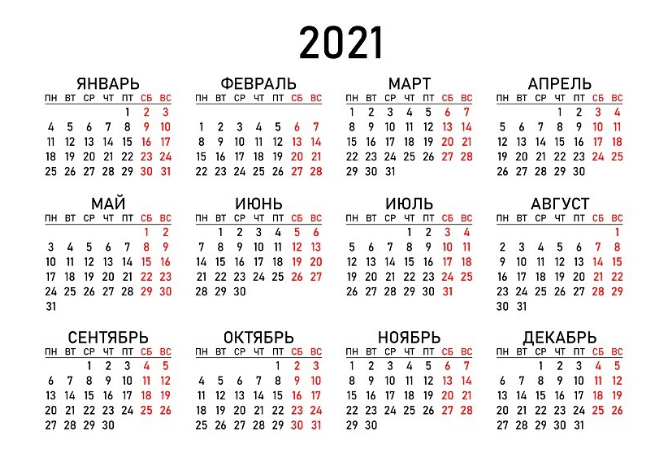 2021
ЯНВАРЬ
ПН ВТ СР ЧТ ПТ СБ ВС
1 2 3
4 5 6 7 8 9 10
11 12 13 14 15 16 17
18 19 20 21 22 23 24
25 26 27 28 29 30 31
ФЕВРАЛЬ
ПН ВТ СР ЧТ ПТ СБ ВС
1 2 3 4 5 6 7
8 9 10 11 12 13 14
15 16 17 18 19 20 21
22 23 24 25 26 27 28
МАРТ
ПН ВТ СР ЧТ ПТ СБ ВС
1 2 3 4 5 6 7
8 9 10 11 12 13 14
15 16 17 18 19 20 21
22 23 24 25 26 27 28
29 30 31
АПРЕЛЬ
ПН ВТ СР ЧТ ПТ СБ ВС
1 2 3 4
5 6 7 8 9 10 11
12 13 14 15 16 17 18
19 20 21 22 23 24 25
26 27 28 29 30
МАЙ
ПН ВТ СР ЧТ ПТ СБ ВС
1 2
3 4 5 6 7 8 9
10 11 12 13 14 15 16
17 18 19 20 21 22 23
24 25 26 27 28 29 30
31
ИЮНЬ
ПН ВТ СР ЧТ ПТ СБ ВС
1 2 3 4 5 6
7 8 9 10 11 12 13
14 15 16 17 18 19 20
21 22 23 24 25 26 27
28 29 30
ИЮЛЬ
ПН ВТ СР ЧТ ПТ СБ ВС
1 2 3 4
5 6 7 8 9 10 11
12 13 14 15 16 17 18
19 20 21 22 23 24 25
26 27 28 29 30 31
АВГУСТ
ПН ВТ СР ЧТ ПТ СБ ВС
1
2 3 4 5 6 7 8
9 10 11 12 13 14 15
16 17 18 19 20 21 22
23 24 25 26 27 28 29
30 31
СЕНТЯБРЬ
ПН ВТ СР ЧТ ПТ СБ ВС
1 2 3 4 5
6 7 8 9 10 11 12
13 14 15 16 17 18 19
20 21 22 23 24 25 26
27 28 29 30
ОКТЯБРЬ
ПН ВТ СР ЧТ ПТ СБ ВС
1 2 3
4 5 6 7 8 9 10
11 12 13 14 15 16 17
18 19 20 21 22 23 24
25 26 27 28 29 30 31
НОЯБРЬ
ПН ВТ СР ЧТ ПТ СБ ВС
1 2 3 4 5 6 7
8 9 10 11 12 13 14
15 16 17 18 19 20 21
22 23 24 25 26 27 28
29 30
ДЕКАБРЬ
ПН ВТ СР ЧТ ПТ СБ ВС
1 2 3 4 5
6 7 8 9 10 11 12
13 14 15 16 17 18 19
20 21 22 23 24 25 26
27 28 29 30 31